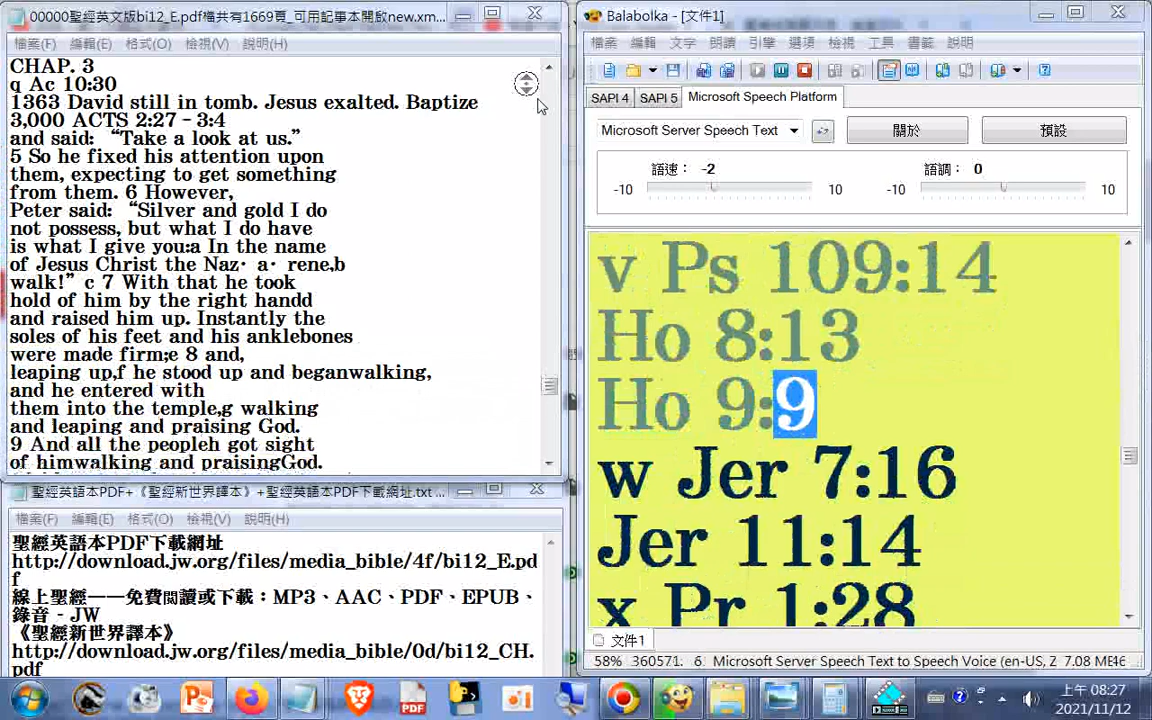 00000聖經英文版bi12_E.pdf檔共有1669頁_可用記事本開啟new.xm...
檔案(F) 編輯(E) 格式(O) 檢視(V) 說明(H)
CHAP. 3
q Ac 10:30
1363 David still in tomb. Jesus exalted. Baptize
3,000 ACTS 2:27–3:4
and said: “Take a look at us.”
5 So he fixed his attention upon
them, expecting to get something
from them. 6 However,
Peter said: “Silver and gold I do
not possess, but what I do have
is what I give you:a In the name
of Jesus Christ the Naz· a· rene,b
walk!” c 7 With that he took
hold of him by the right handd
and raised him up. Instantly the
soles of his feet and his anklebones
were made firm;e 8 and,
leaping up,f he stood up and beganwalking,
and he entered with
them into the temple,g walking
and leaping and praising God.
9 And all the peopleh got sight
of himwalking and praisingGod.
聖經英語本PDF+《聖經新世界譯本》+聖經英語本PDF下載網址.txt ...
檔案(F) 編輯(E) 格式(O) 檢視(V) 說明(H)
聖經英語本PDF下載網址
http://download.jw.org/files/media_bible/4f/bi12_E.pd
f
線上聖經——免費閱讀或下載：MP3、AAC、PDF、EPUB、
錄音 - JW
《聖經新世界譯本》
http://download.jw.org/files/media_bible/0d/bi12_CH.
pdf
Balabolka - [文件1]
檔案 編輯 文字 朗讀 引擎 選項 檢視 工具 書籤 說明
SAPI 4 SAPI 5 Microsoft Speech Platform
Microsoft Server Speech Text 關於 預設
語速： -2 語調： 0
-10 10 -10 10
v Ps 109:14
Ho 8:13
Ho 9:9
w Jer 7:16
Jer 11:14
x Pr 1:28
文件1
58% 360571. 6. Microsoft Server Speech Text to Speech Voice (en-US, Z 7.08 ME46
PDF
上午 08:27
2021/11/12